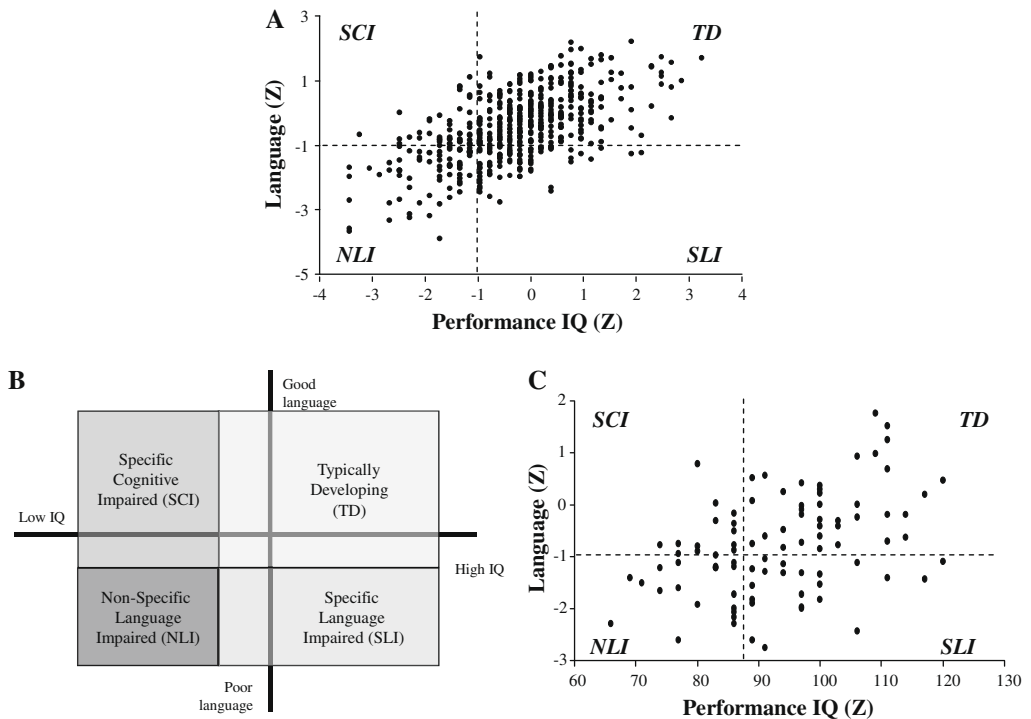 A
SCI
TD
3
1
-1
-3
-5
Language (Z)
NLI
SLI
-4 -3 -2 -1 0 1 2 3 4
Performance IQ (Z)
B
Good
language
Specific
Cognitive
Impaired (SCI)
Typically
Developing
(TD)
Low IQ
High IQ
Non-Specific
Language
Impaired (NLI)
Specific
Language
Impaired (SLI)
Poor
language
C
SCI
TD
2
1
0
-1
-2
-3
Language (Z)
NLI
SLI
60 70 80 90 100 110 120 130
Performance IQ (Z)